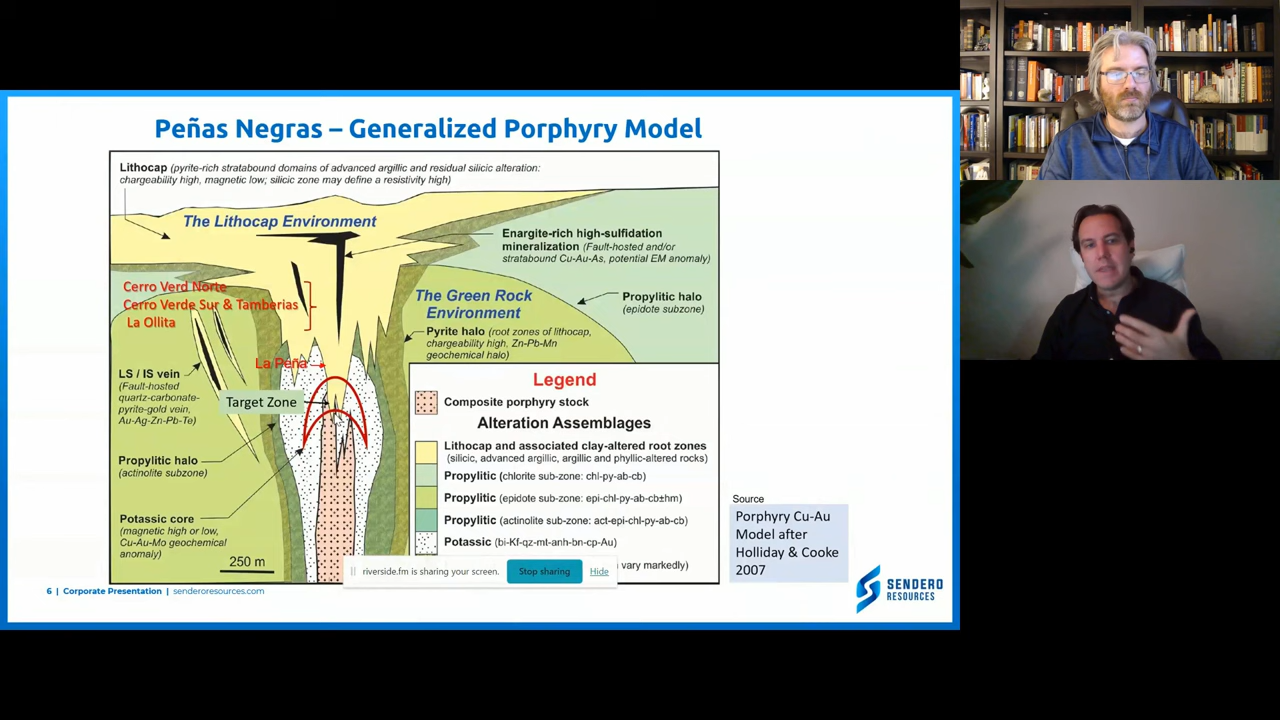 Peñas Negras – Generalized Porphyry Model
Lithocap (pyrite-rich stratabound domains of advanced argillic and residual silicic alteration:
chargeability high, magnetic low; silicic zone may define a resistivity high)
The Lithocap Environment
Enargite-rich high-sulfidation
mineralization (Fault-hosted and/or
stratabound Cu-Au-As, potential EM anomaly)
Cerro Verd Norte
Cerro Verde Sur & Tamberias
La Ollita
The Green Rock
Environment
Propylitic halo
(epidote subzone)
Pyrite halo (root zones of lithocap,
chargeability high, Zn-Pb-Mn
geochemical halo)
La Peña
LS / IS vein
(Fault-hosted
quartz-carbonate-
pyrite-gold vein,
Au-Ag-Zn-Pb-Te)
Target Zone
Propylitic halo
(actinolite subzone)
Potassic core
(magnetic high or low,
Cu-Au-Mo geochemical
anomaly)
250 m
Legend
Composite porphyry stock
Alteration Assemblages
Lithocap and associated clay-altered root zones
(silicic, advanced argillic, argillic and phyllic-altered rocks)
Propylitic (chlorite sub-zone: chl-py-ab-cb)
Propylitic (epidote sub-zone: epi-chl-py-ab-cb±hm)
Propylitic (actinolite sub-zone: act-epi-chl-py-ab-cb)
Potassic (bi-Kf-qz-mt-anh-bn-cp-Au)
vary markedly)
riverside.fm is sharing your screen.
Stop sharing
Hide
Source
Porphyry Cu-Au
Model after
Holliday & Cooke
2007
6 | Corporate Presentation | senderoresources.com
SENDERO
RESOURCES